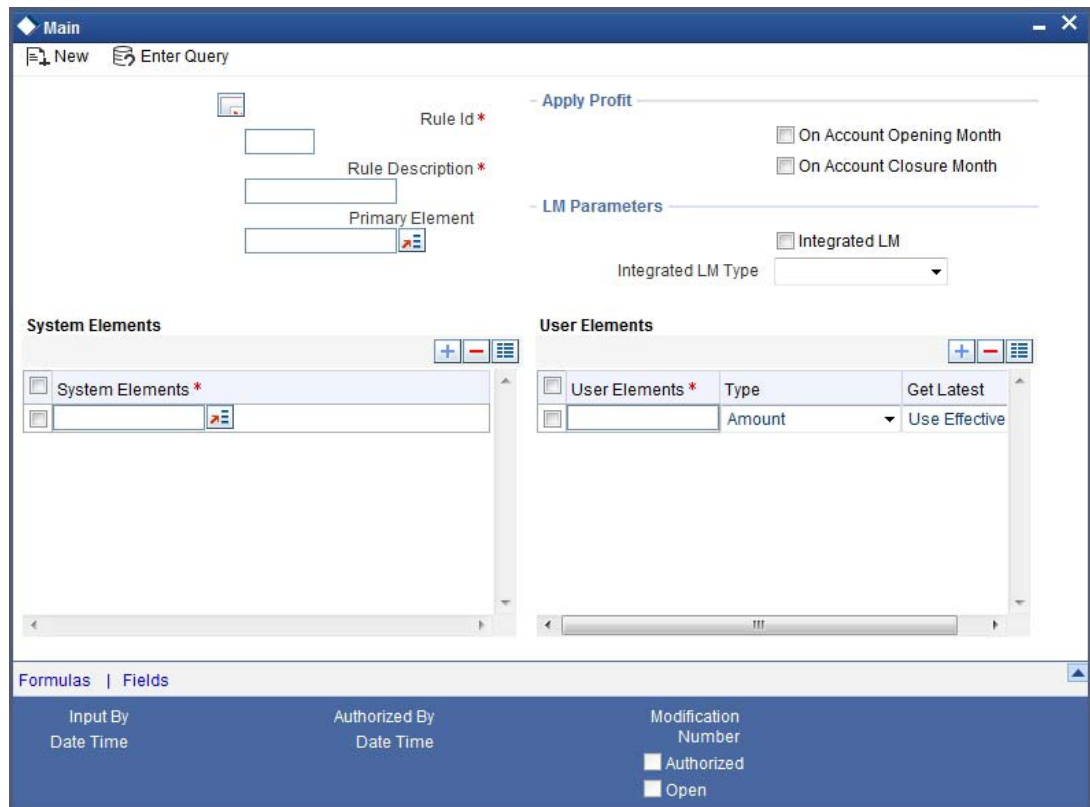 Main
New Enter Query
Rule Id *
Rule Description *
Primary Element
Apply Profit
On Account Opening Month
On Account Closure Month
LM Parameters
Integrated LM
Integrated LM Type
System Elements
System Elements *
User Elements
User Elements * Type Get Latest
Amount Use Effective
Formulas | Fields
Input By
Date Time
Authorized By
Date Time
Modification
Number
Authorized
Open